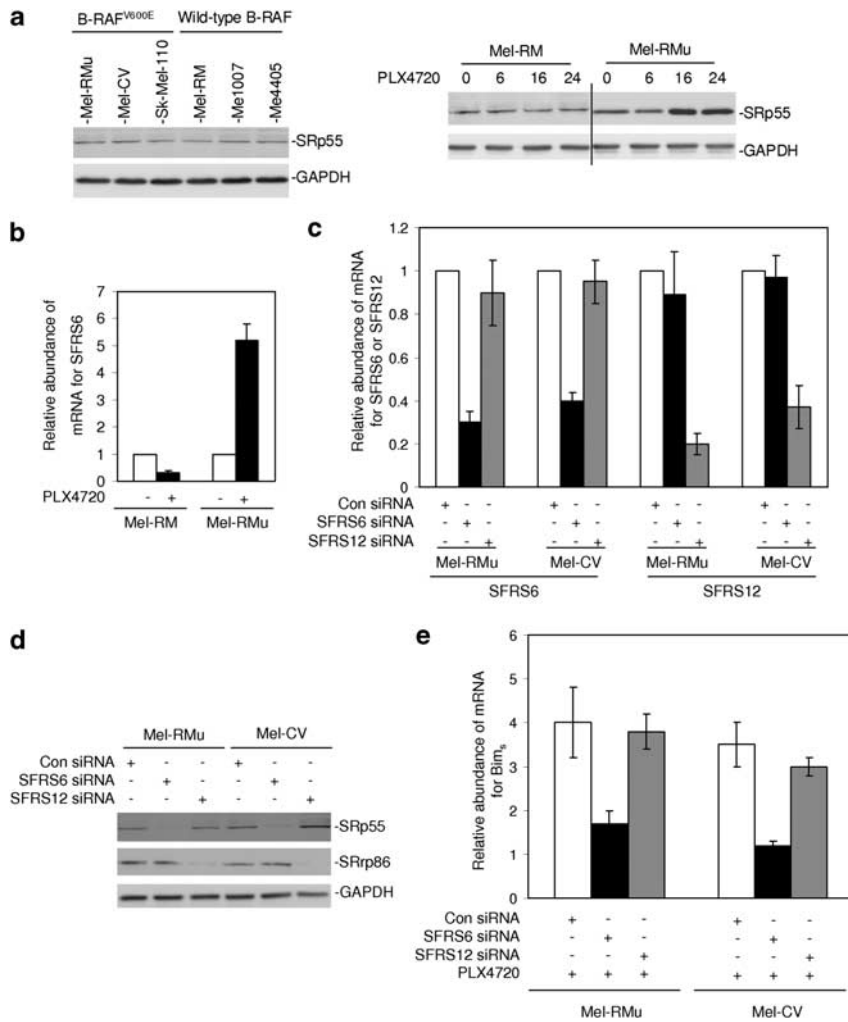 a
B-RAFV600E Wild-type B-RAF
-Mel-RMu
-Mel-CV
-Sk-Mel-110
-Mel-RM
-Me1007
-Me4405
-SRp55
-GAPDH
Mel-RM Mel-RMu
PLX4720 0 6 16 24 0 6 16 24
-SRp55
-GAPDH
b
Relative abundance of
mRNA for SFRS6
7
6
5
4
3
2
1
0
PLX4720 - + - +
Mel-RM Mel-RMu
c
Relative abundance of mRNA
for SFRS6 or SFRS12
1.2
1
0.8
0.6
0.4
0.2
0
Con siRNA + - - + - - + - - + - -
SFRS6 siRNA - + - - + - - + - - + -
SFRS12 siRNA - - + - - + - - + - - +
Mel-RMu Mel-CV Mel-RMu Mel-CV
SFRS6 SFRS12
d
Mel-RMu Mel-CV
Con siRNA + - - + - -
SFRS6 siRNA - + - - + -
SFRS12 siRNA - - + - - +
-SRp55
-SRrp86
-GAPDH
e
Relative abundance of mRNA
for Bims
6
5
4
3
2
1
0
Con siRNA + - - + - -
SFRS6 siRNA - + - - + -
SFRS12 siRNA - - + - - +
PLX4720 + + + + + +
Mel-RMu Mel-CV